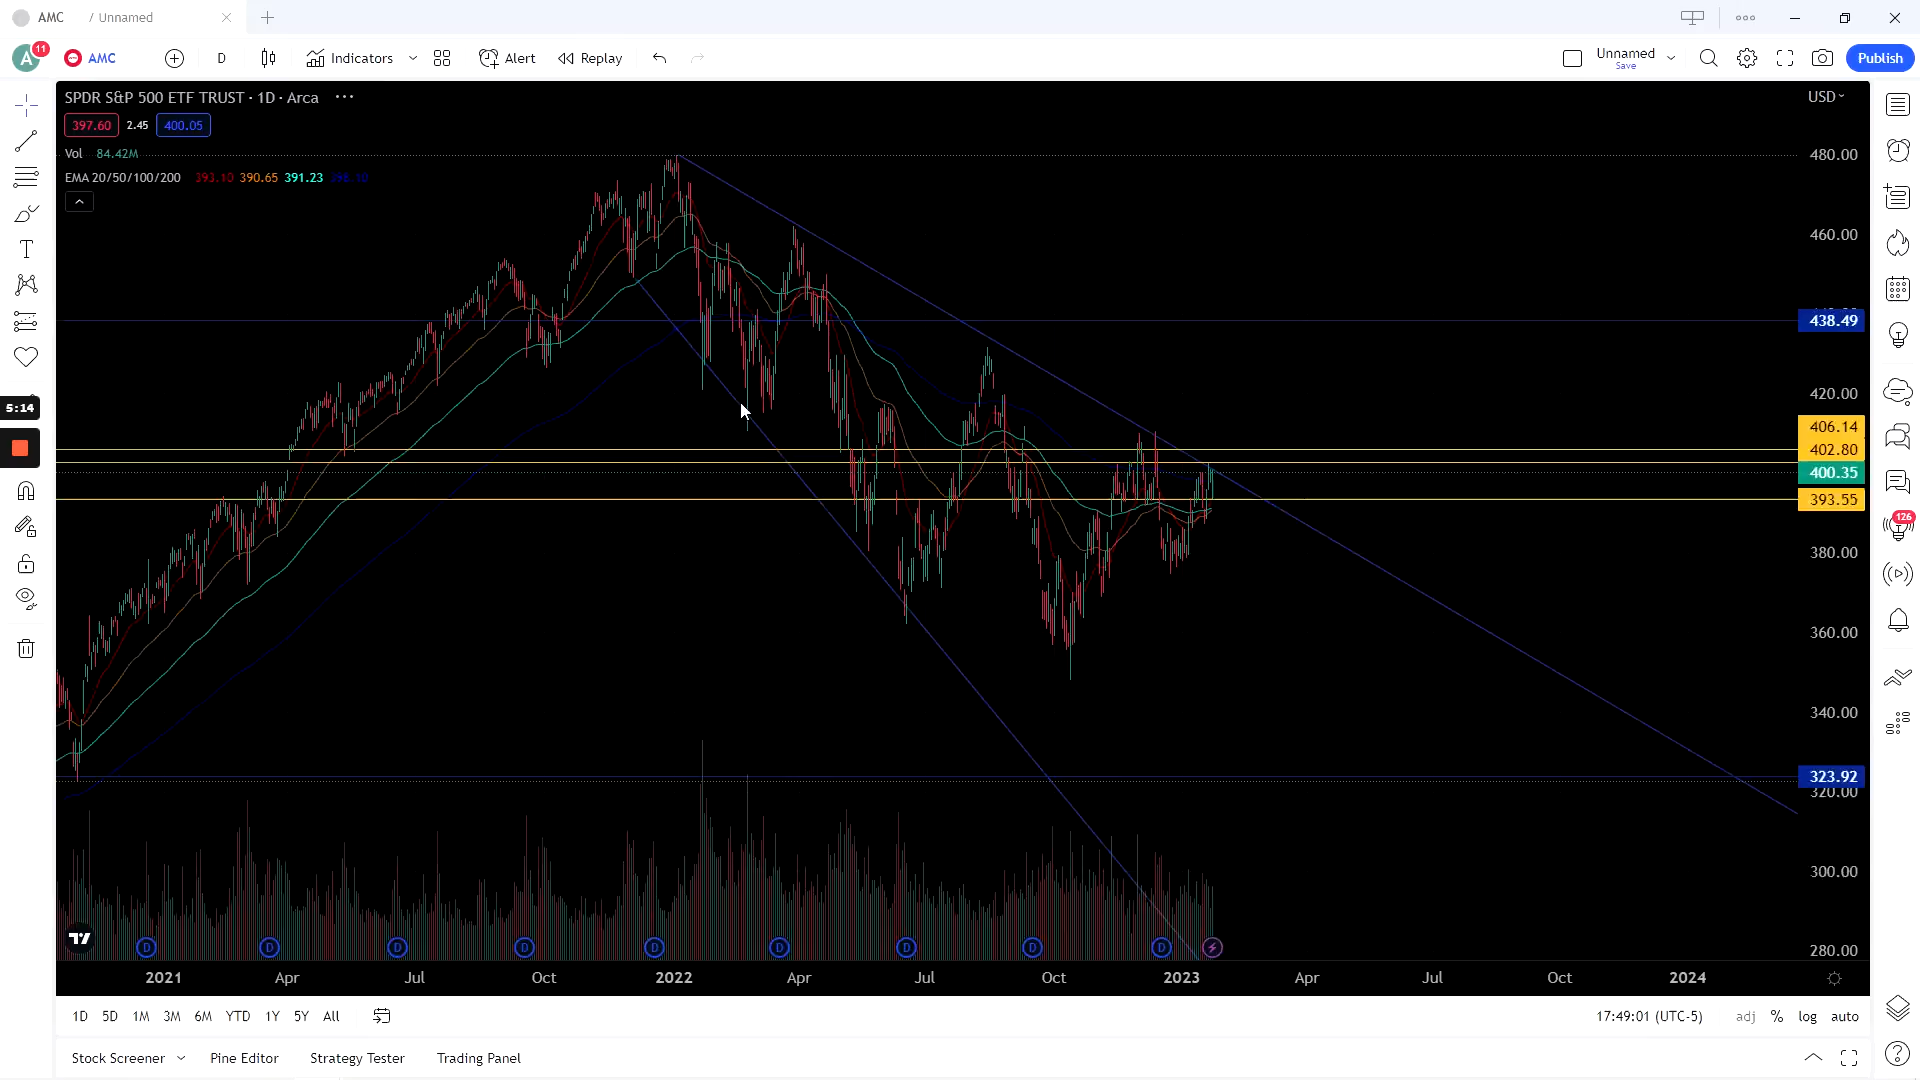 AMC / Unnamed
A 11 AMC D Indicators Alert Replay Unnamed Save Publish
SPDR S&P 500 ETF TRUST · 1D · Arca USD
397.60 2.45 400.05
Vol 84.42M
EMA 20/50/100/200 393.10 390.65 391.23
480.00
460.00
438.49
420.00
406.14
402.80
400.35
393.55
380.00
360.00
340.00
323.92
320.00
300.00
280.00
5:14
T
126
D D D D D D D D D
2021 Apr Jul Oct 2022 Apr Jul Oct 2023 Apr Jul Oct 2024
1D 5D 1M 3M 6M YTD 1Y 5Y All 17:49:01 (UTC-5) adj % log auto
Stock Screener Pine Editor Strategy Tester Trading Panel